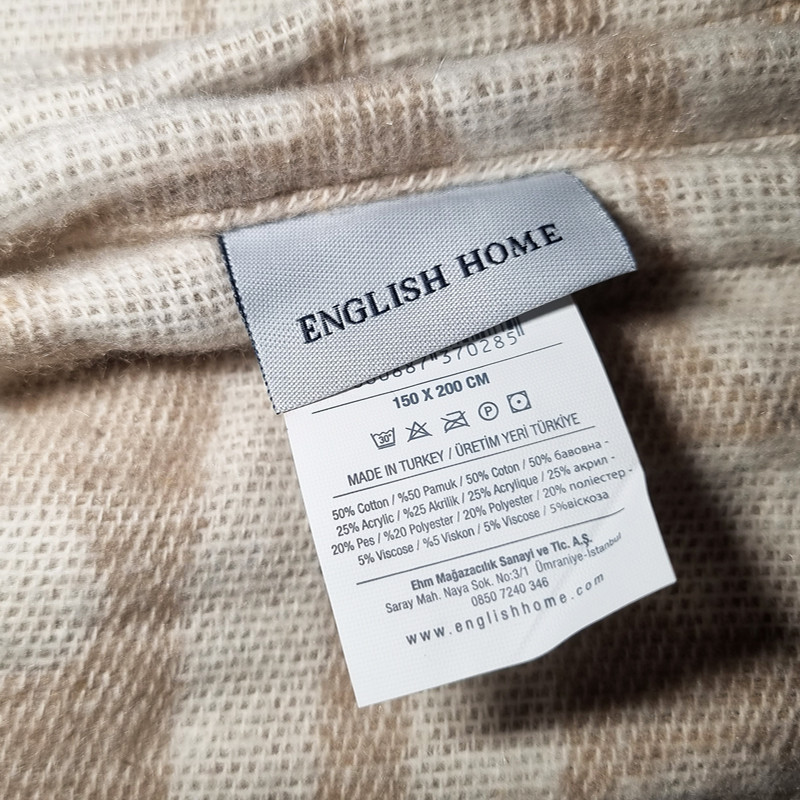 ENGLISH HOME
370285
150 X 200 CM
30°
P
MADE IN TURKEY / ÜRETİM YERİ TÜRKİYE
50% Cotton / %50 Pamuk / 50% Coton / 50% бавовна -
25% Acrylic / %25 Akrilik / 25% Acrylique / 25% акрил -
20% Pes / %20 Polyester / 20% Polyester / 20% поліестер -
5% Viscose / %5 Viskon / 5% Viscose / 5%віскоза
Ehm Mağazacılık Sanayi ve Tic. A.Ş.
Saray Mah. Naya Sok. No:3/1 Ümraniye-İstanbul
0850 7240 346
www.englishhome.com